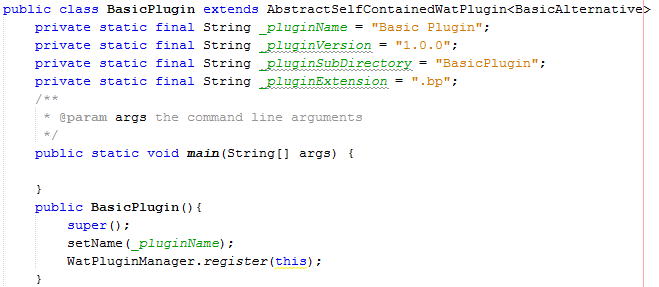 public class BasicPlugin extends AbstractSelfContainedWatPlugin<BasicAlternative>
    private static final String _pluginName = "Basic Plugin";
    private static final String _pluginVersion = "1.0.0";
    private static final String _pluginSubDirectory = "BasicPlugin";
    private static final String _pluginExtension = ".bp";
    /**
     * @param args the command line arguments
     */
    public static void main(String[] args) {
    }
    public BasicPlugin(){
        super();
        setName(_pluginName);
        WatPluginManager.register(this);
    }